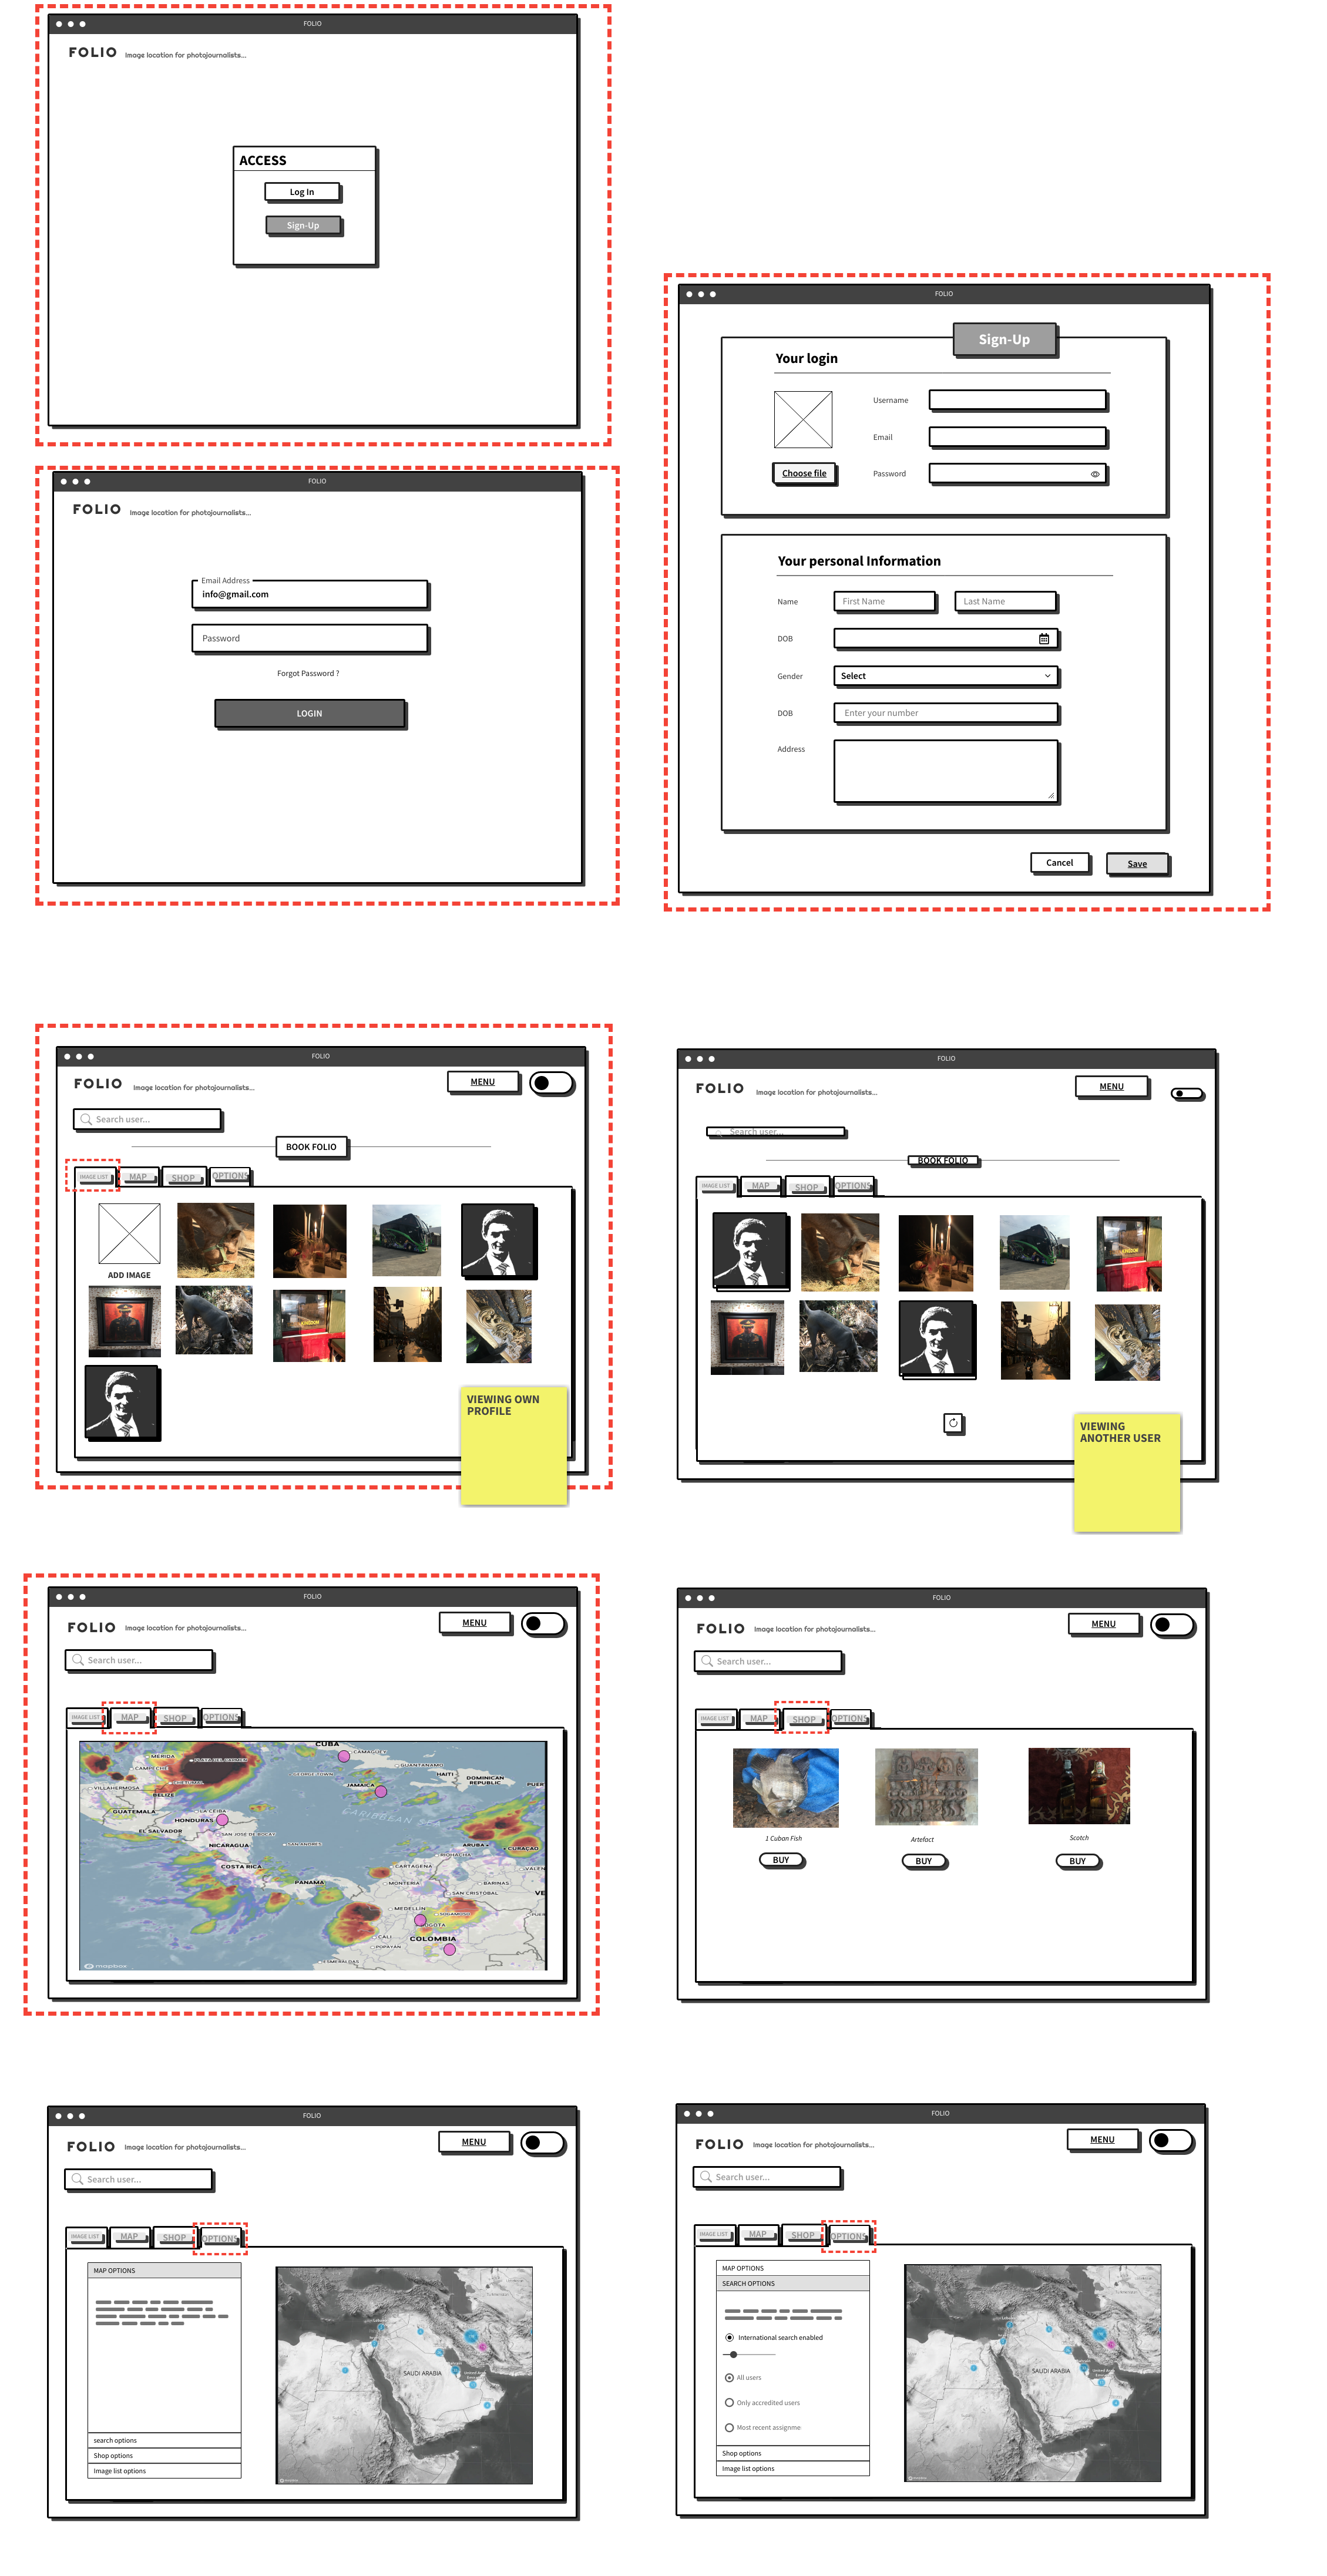 FOLIO
FOLIO Image location for photojournalists...
ACCESS
Log In
Sign-Up
FOLIO
Sign-Up
Your login
Username
Email
Choose file
Password
Your personal Information
Name First Name Last Name
DOB
Gender Select
DOB Enter your number
Address
Cancel Save
FOLIO
FOLIO Image location for photojournalists...
Email Address
info@gmail.com
Password
Forgot Password ?
LOGIN
FOLIO
FOLIO Image location for photojournalists...
MENU
Search user...
BOOK FOLIO
IMAGE LIST MAP SHOP OPTIONS
ADD IMAGE
VIEWING OWN
PROFILE
FOLIO
FOLIO Image location for photojournalists...
MENU
Search user...
BOOK FOLIO
IMAGE LIST MAP SHOP OPTIONS
VIEWING
ANOTHER USER
FOLIO
FOLIO Image location for photojournalists...
MENU
Search user...
IMAGE LIST MAP SHOP OPTIONS
CUBA
MERIDA
PLAYA DEL CARMEN
CAMAGUEY
CAMPECHE
GUANTANAMO
GEORGE TOWN
HAITI
DOMINICAN
REPUBLIC
CHETUMAL
VILLAHERMOSA
JAMAICA
BELIZE
GUATEMALA
LA CEIBA
HONDURAS
CARIBBEAN
EL SALVADOR
SAN JOSE DE BOCAY
NICARAGUA
SAN ANDRES
ARUBA
CURAÇAO
RIOHACHA
COSTA RICA
CARTAGENA
BARINAS
PANAMA
MONTERIA
SAN CRISTOBAL
MEDELLIN
SOGAMOSO
BOGOTA
CALI
COLOMBIA
POPAYAN
ESMERALDAS
mapbox
FOLIO
FOLIO Image location for photojournalists...
MENU
Search user...
IMAGE LIST MAP SHOP OPTIONS
1 Cuban Fish
Artefact
Scotch
BUY BUY BUY
FOLIO
FOLIO Image location for photojournalists...
MENU
Search user...
IMAGE LIST MAP SHOP OPTIONS
MAP OPTIONS
search options
Shop options
Image list options
SAUDI ARABIA
FOLIO
FOLIO Image location for photojournalists...
MENU
Search user...
IMAGE LIST MAP SHOP OPTIONS
MAP OPTIONS
SEARCH OPTIONS
International search enabled
All users
Only accredited users
Most recent assignme
Shop options
Image list options
SAUDI ARABIA